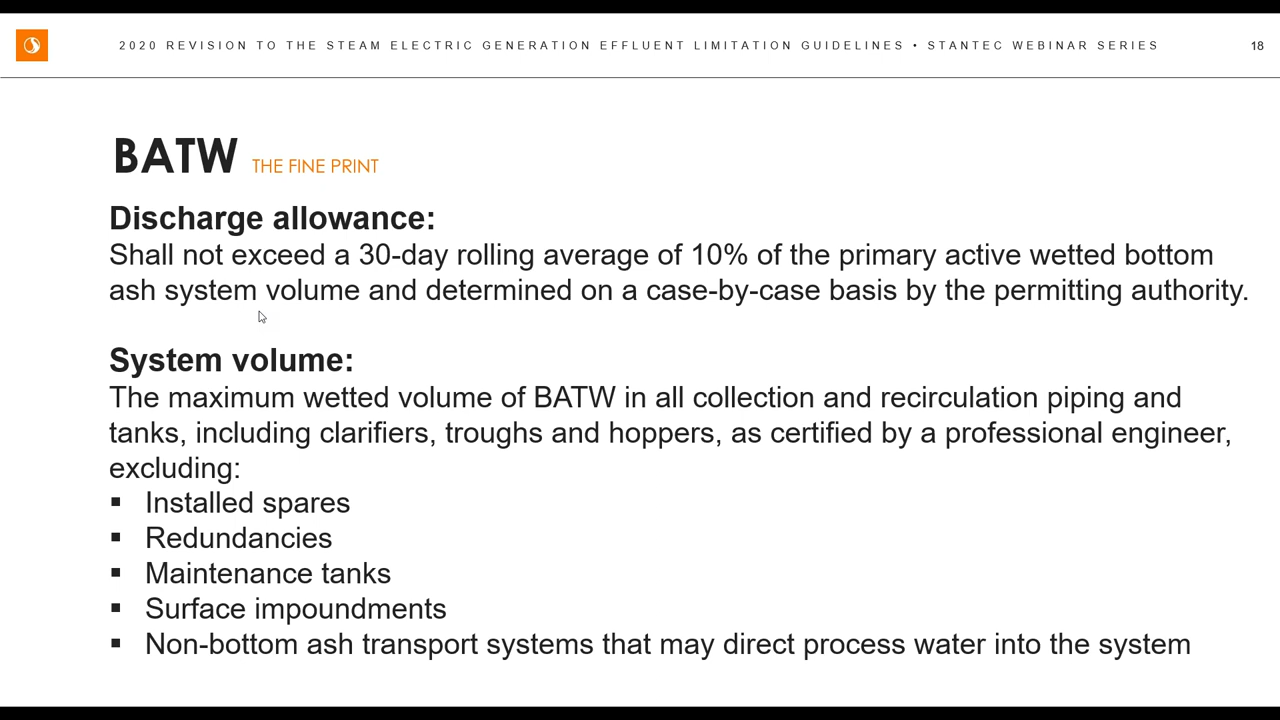 2020 REVISION TO THE STEAM ELECTRIC GENERATION EFFLUENT LIMITATION GUIDELINES • STANTEC WEBINAR SERIES 18
BATW THE FINE PRINT
Discharge allowance:
Shall not exceed a 30-day rolling average of 10% of the primary active wetted bottom
ash system volume and determined on a case-by-case basis by the permitting authority.
System volume:
The maximum wetted volume of BATW in all collection and recirculation piping and
tanks, including clarifiers, troughs and hoppers, as certified by a professional engineer,
excluding:
▪ Installed spares
▪ Redundancies
▪ Maintenance tanks
▪ Surface impoundments
▪ Non-bottom ash transport systems that may direct process water into the system